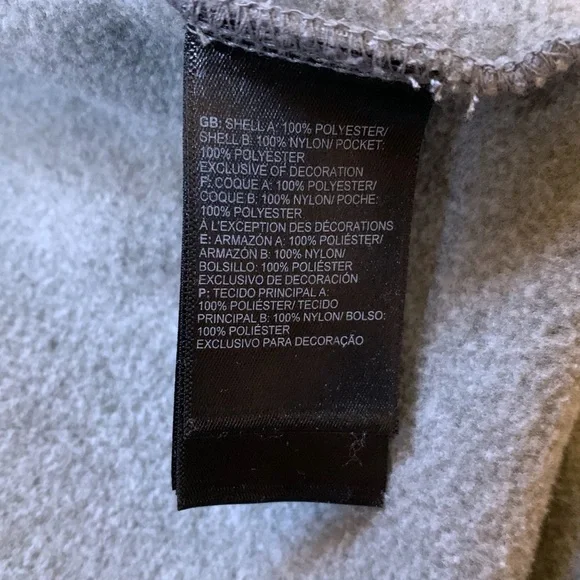 GB: SHELL A: 100% POLYESTER/
SHELL B: 100% NYLON/ POCKET:
100% POLYESTER
EXCLUSIVE OF DECORATION
F: COQUE A: 100% POLYESTER/
COQUE B: 100% NYLON/ POCHE:
100% POLYESTER
À L'EXCEPTION DES DÉCORATIONS
E: ARMAZÓN A: 100% POLIÉSTER/
ARMAZÓN B: 100% NYLON/
BOLSILLO: 100% POLIÉSTER
EXCLUSIVO DE DECORACIÓN
P: TECIDO PRINCIPAL A:
100% POLIÉSTER/ TECIDO
PRINCIPAL B: 100% NYLON/ BOLSO:
100% POLIÉSTER
EXCLUSIVO PARA DECORAÇÃO